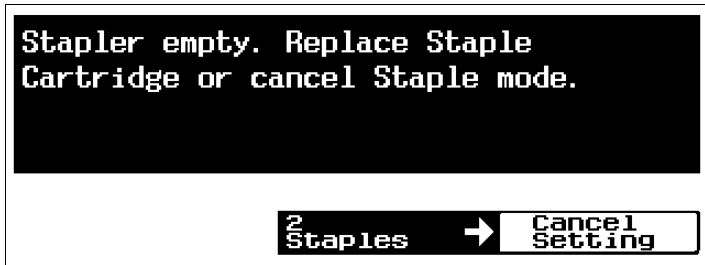 Stapler empty. Replace Staple
Cartridge or cancel Staple mode.
2
Staples
Cancel
Setting